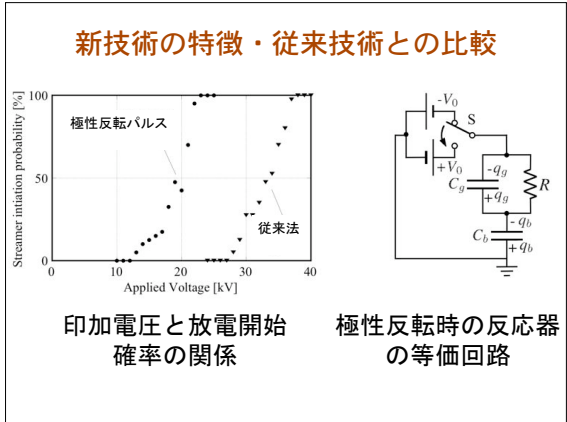 新技術の特徴・従来技術との比較
Streamer intiation probability [%]
100
50
0
0
10
20
30
40
Applied Voltage [kV]
極性反転パルス
従来法
-V0
S
+V0
Cg
-qg
+qg
R
Cb
- qb
+ qb
印加電圧と放電開始
確率の関係
極性反転時の反応器
の等価回路